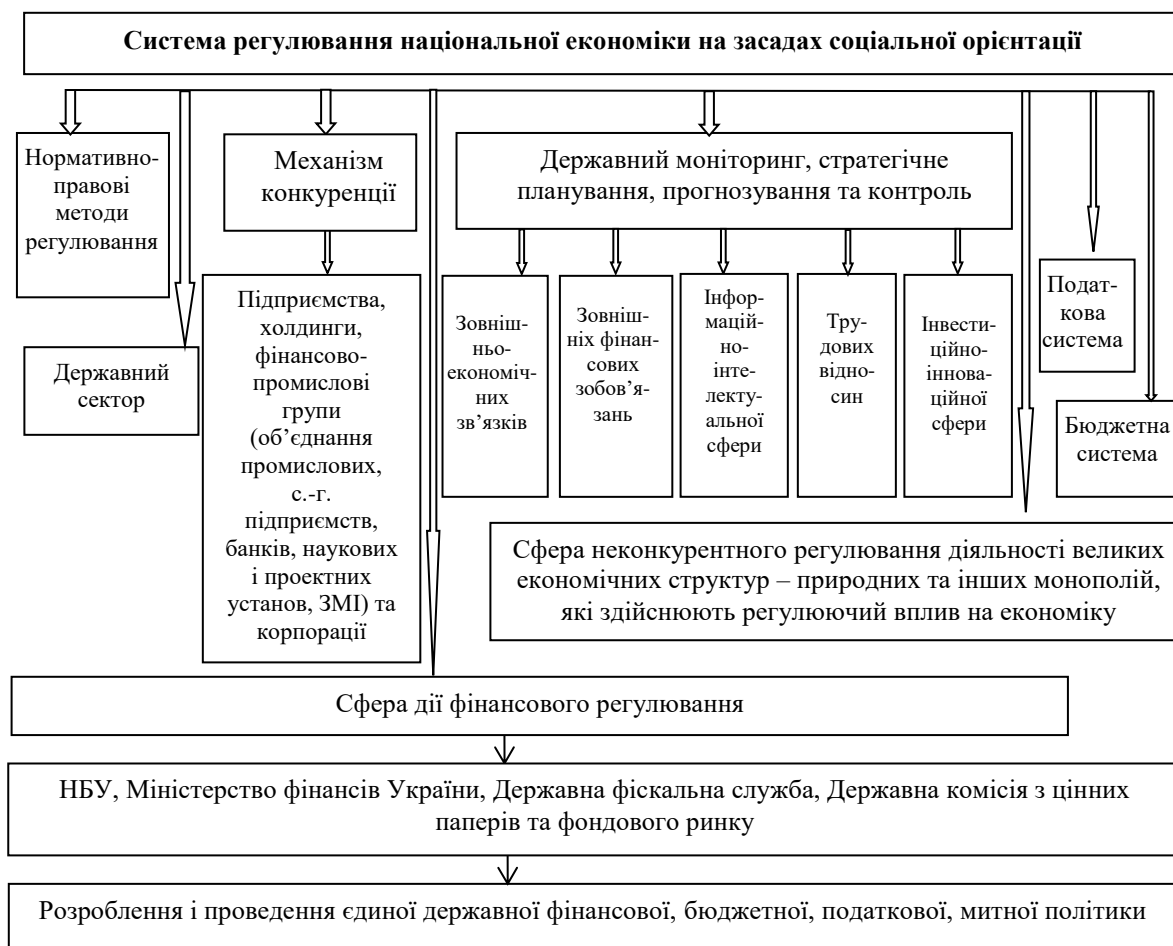 Система регулювання національної економіки на засадах соціальної орієнтації
Нормативно-
правові
методи
регулювання
Механізм
конкуренції
Державний моніторинг, стратегічне
планування, прогнозування та контроль
Державний
сектор
Підприємства,
холдинги,
фінансово-
промислові
групи
(об’єднання
промислових,
с.-г.
підприємств,
банків, наукових
і проектних
установ, ЗМІ) та
корпорації
Зовніш-
ньо-
економіч-
них
зв’язків
Зовніш-
ніх фінан-
сових
зобов’я-
зань
Інфор-
мацій-
но-
інте-
лекту-
альної
сфери
Тру-
дових
відно-
син
Інвести-
ційно-
іннова-
ційної
сфери
Подат-
кова
система
Бюджетна
система
Сфера неконкурентного регулювання діяльності великих
економічних структур – природних та інших монополій,
які здійснюють регулюючий вплив на економіку
Сфера дії фінансового регулювання
НБУ, Міністерство фінансів України, Державна фіскальна служба, Державна комісія з цінних
паперів та фондового ринку
Розроблення і проведення єдиної державної фінансової, бюджетної, податкової, митної політики